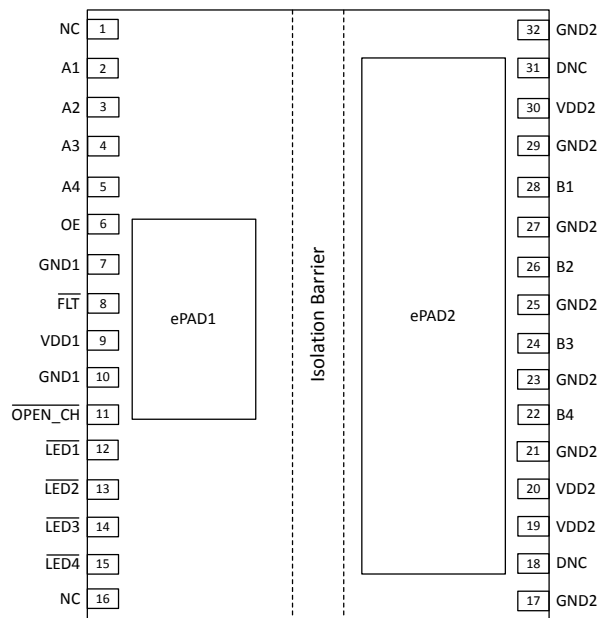 NC 1
A1 2
A2 3
A3 4
A4 5
OE 6
GND1 7
FLT 8
VDD1 9
GND1 10
OPEN_CH 11
LED1 12
LED2 13
LED3 14
LED4 15
NC 16
ePAD1
Isolation Barrier
ePAD2
32 GND2
31 DNC
30 VDD2
29 GND2
28 B1
27 GND2
26 B2
25 GND2
24 B3
23 GND2
22 B4
21 GND2
20 VDD2
19 VDD2
18 DNC
17 GND2